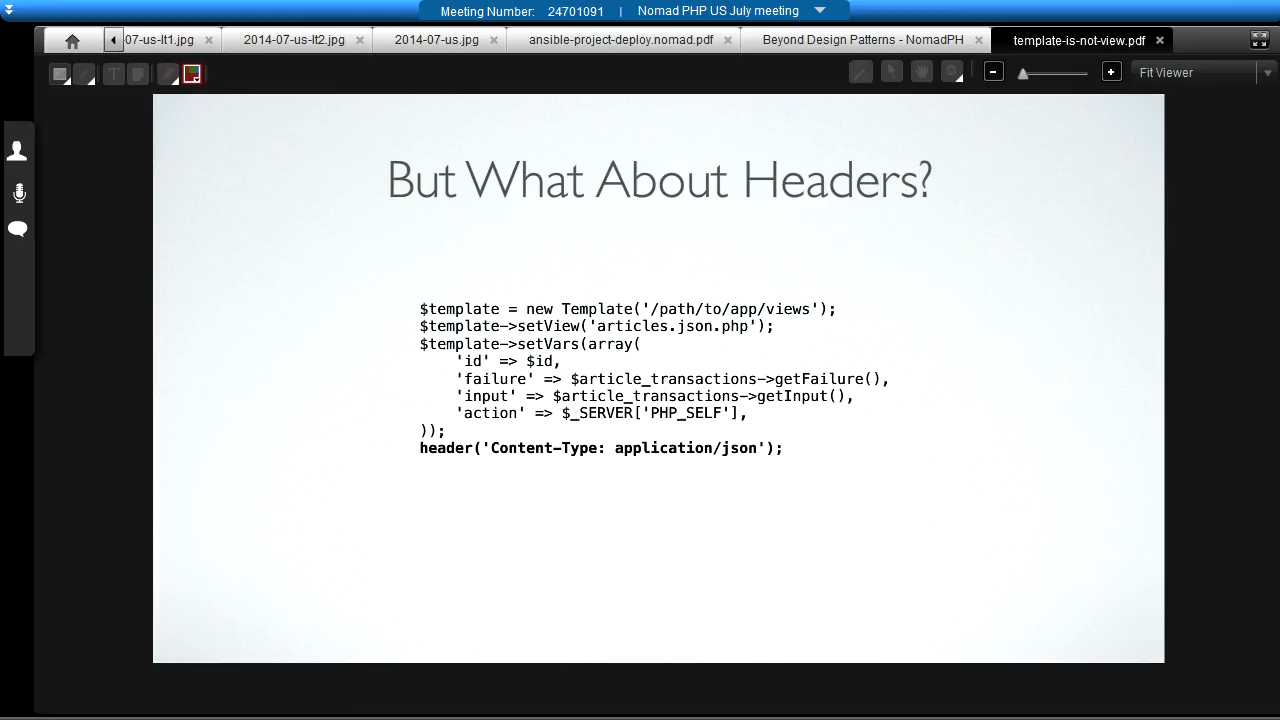 Meeting Number: 24701091 | Nomad PHP US July meeting
07-us-lt1.jpg
2014-07-us-lt2.jpg
2014-07-us.jpg
ansible-project-deploy.nomad.pdf
Beyond Design Patterns - NomadPH
template-is-not-view.pdf
T
Fit Viewer
But What About Headers?
$template = new Template('/path/to/app/views');
$template->setView('articles.json.php');
$template->setVars(array(
    'id' => $id,
    'failure' => $article_transactions->getFailure(),
    'input' => $article_transactions->getInput(),
    'action' => $_SERVER['PHP_SELF'],
));
header('Content-Type: application/json');